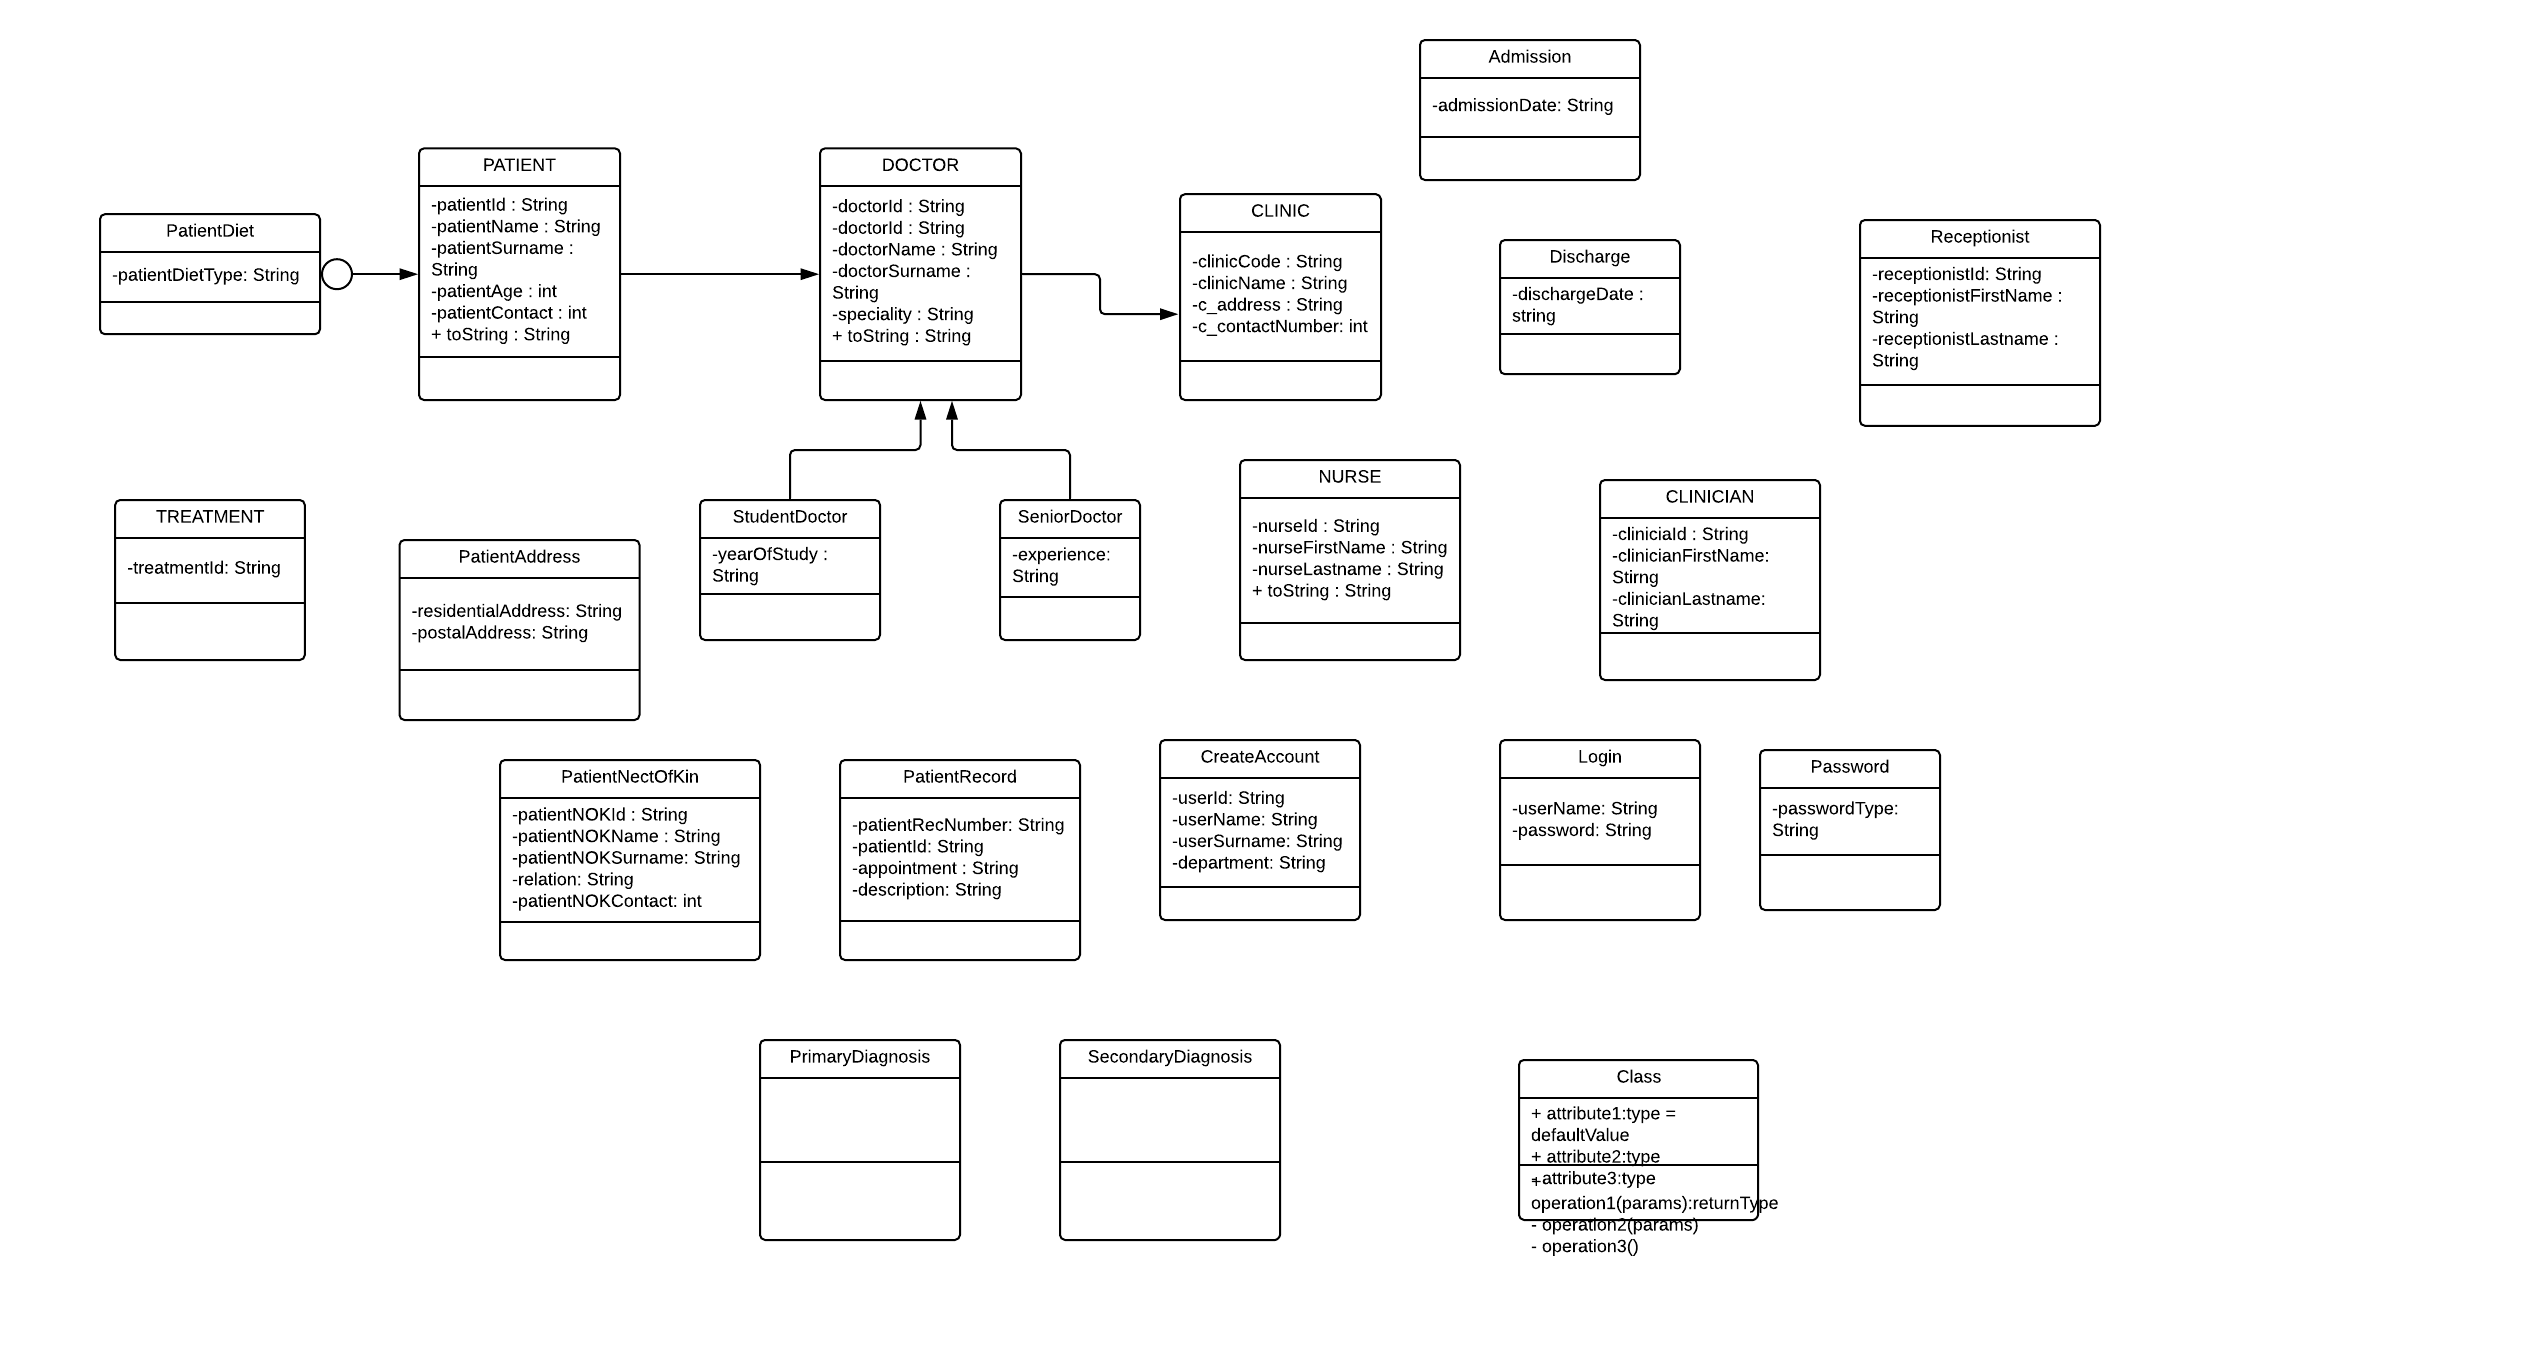 Admission
-admissionDate: String
PATIENT
-patientId : String
-patientName : String
-patientSurname :
String
-patientAge : int
-patientContact : int
+ toString : String
DOCTOR
-doctorId : String
-doctorId : String
-doctorName : String
-doctorSurname :
String
-speciality : String
+ toString : String
CLINIC
-clinicCode : String
-clinicName : String
-c_address : String
-c_contactNumber: int
PatientDiet
-patientDietType: String
Discharge
-dischargeDate :
string
Receptionist
-receptionistId: String
-receptionistFirstName :
String
-receptionistLastname :
String
TREATMENT
-treatmentId: String
PatientAddress
-residentialAddress: String
-postalAddress: String
StudentDoctor
-yearOfStudy :
String
SeniorDoctor
-experience:
String
NURSE
-nurseId : String
-nurseFirstName : String
-nurseLastname : String
+ toString : String
CLINICIAN
-cliniciaId : String
-clinicianFirstName:
Stirng
-clinicianLastname:
String
PatientNectOfKin
-patientNOKId : String
-patientNOKName : String
-patientNOKSurname: String
-relation: String
-patientNOKContact: int
PatientRecord
-patientRecNumber: String
-patientId: String
-appointment : String
-description: String
CreateAccount
-userId: String
-userName: String
-userSurname: String
-department: String
Login
-userName: String
-password: String
Password
-passwordType:
String
PrimaryDiagnosis
SecondaryDiagnosis
Class
+ attribute1:type =
defaultValue
+ attribute2:type
- attribute3:type
+
operation1(params):returnType
- operation2(params)
- operation3()